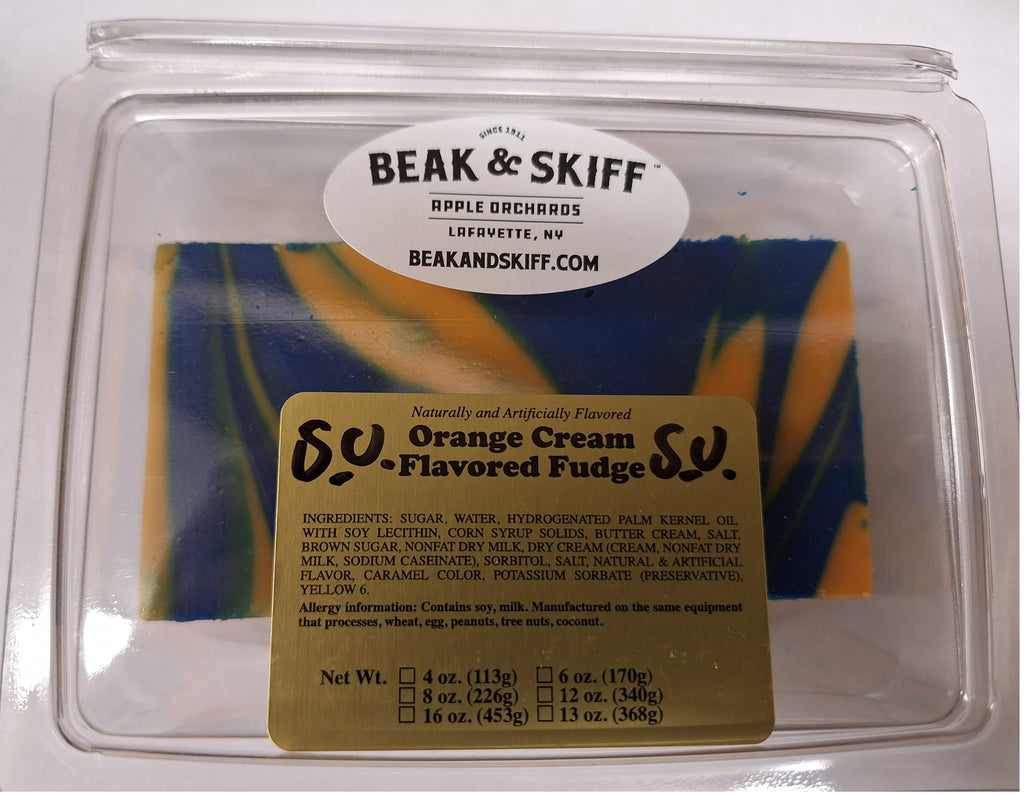 SINCE 1911
BEAK & SKIFF™
APPLE ORCHARDS
LAFAYETTE, NY
BEAKANDSKIFF.COM
Naturally and Artificially Flavored
S.U. Orange Cream S.U.
Flavored Fudge
INGREDIENTS: SUGAR, WATER, HYDROGENATED PALM KERNEL OIL
WITH SOY LECITHIN, CORN SYRUP SOLIDS, BUTTER CREAM, SALT,
BROWN SUGAR, NONFAT DRY MILK, DRY CREAM (CREAM, NONFAT DRY
MILK, SODIUM CASEINATE), SORBITOL, SALT, NATURAL & ARTIFICIAL
FLAVOR, CARAMEL COLOR, POTASSIUM SORBATE (PRESERVATIVE),
YELLOW 6.
Allergy information: Contains soy, milk. Manufactured on the same equipment
that processes, wheat, egg, peanuts, tree nuts, coconut.
Net Wt. ☐ 4 oz. (113g) ☐ 6 oz. (170g)
☐ 8 oz. (226g) ☐ 12 oz. (340g)
☐ 16 oz. (453g) ☐ 13 oz. (368g)